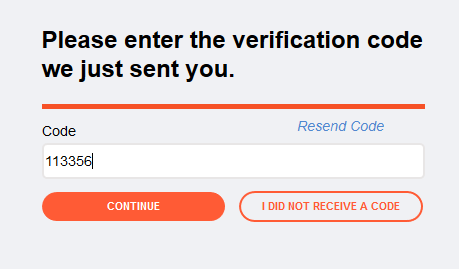 Please enter the verification code
we just sent you.
Resend Code
Code
113356
CONTINUE
I DID NOT RECEIVE A CODE